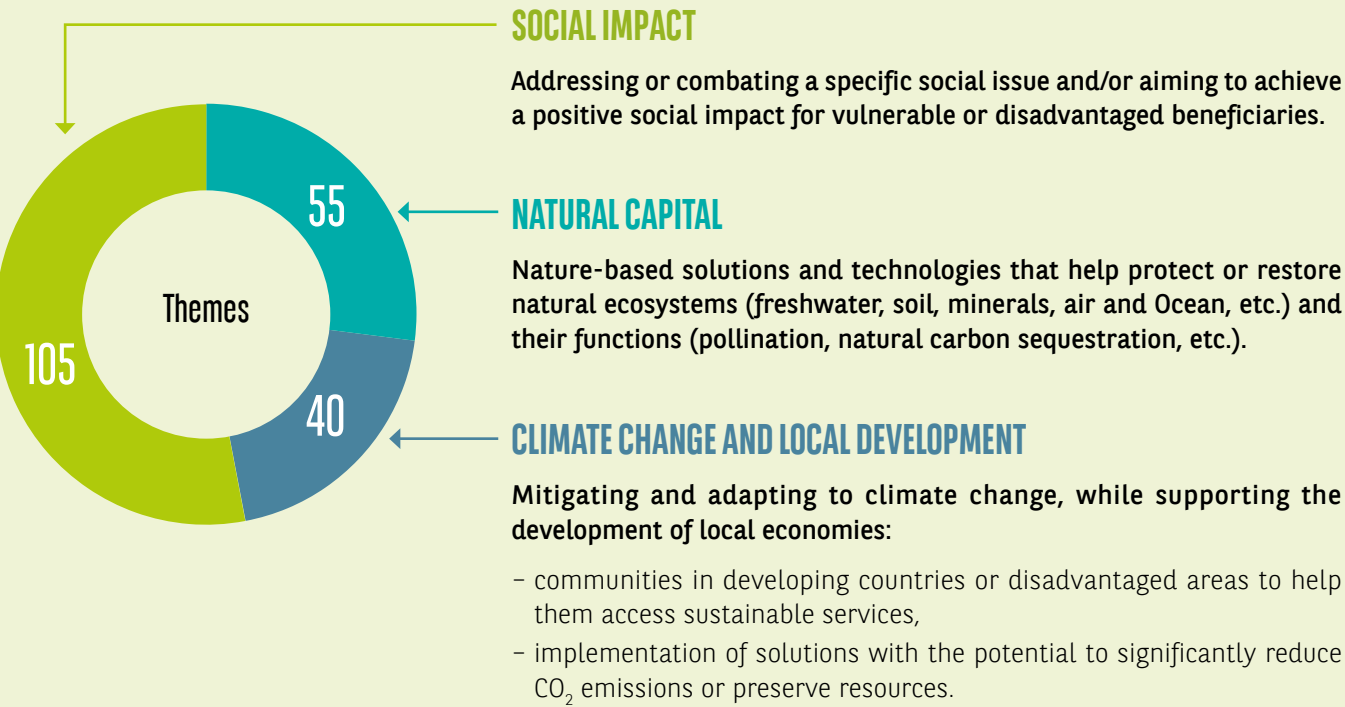 SOCIAL IMPACT
Addressing or combating a specific social issue and/or aiming to achieve
a positive social impact for vulnerable or disadvantaged beneficiaries.
55
NATURAL CAPITAL
Nature-based solutions and technologies that help protect or restore
natural ecosystems (freshwater, soil, minerals, air and Ocean, etc.) and
their functions (pollination, natural carbon sequestration, etc.).
Themes
105
40
CLIMATE CHANGE AND LOCAL DEVELOPMENT
Mitigating and adapting to climate change, while supporting the
development of local economies:
– communities in developing countries or disadvantaged areas to help
them access sustainable services,
– implementation of solutions with the potential to significantly reduce
CO₂ emissions or preserve resources.